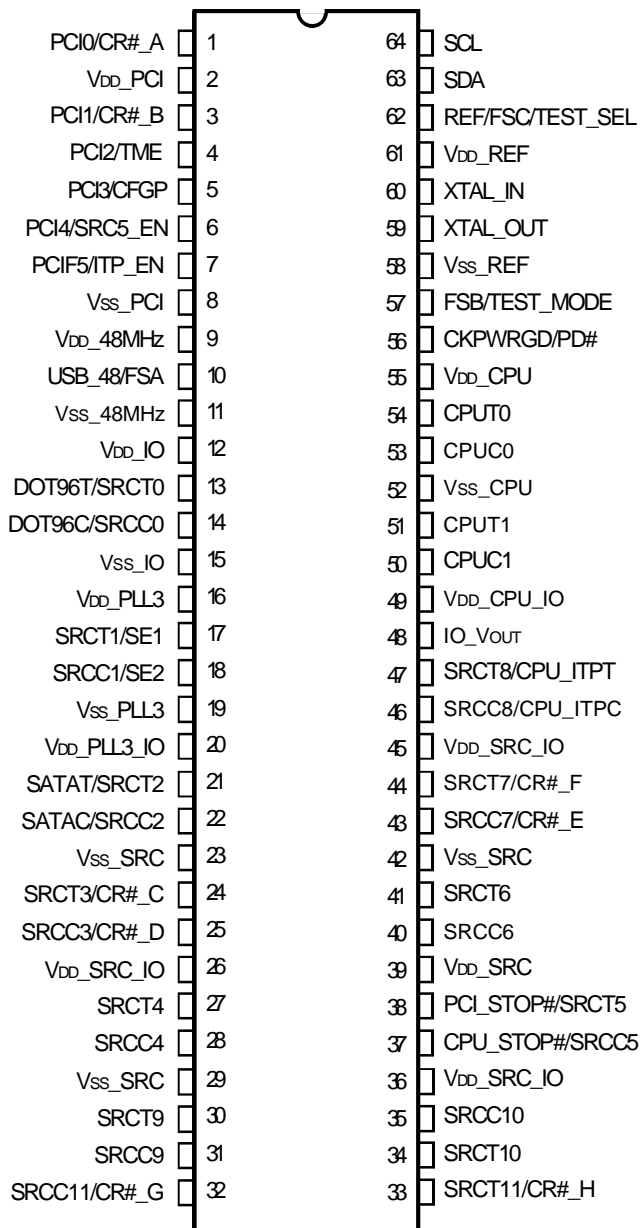 PCI0/CR#_A 1 64 SCL
VDD_PCI 2 63 SDA
PCI1/CR#_B 3 62 REF/FSC/TEST_SEL
PCI2/TME 4 61 VDD_REF
PCI3/CFGP 5 60 XTAL_IN
PCI4/SRC5_EN 6 59 XTAL_OUT
PCIF5/ITP_EN 7 58 VSS_REF
VSS_PCI 8 57 FSB/TEST_MODE
VDD_48MHz 9 56 CKPWRGD/PD#
USB_48/FSA 10 55 VDD_CPU
VSS_48MHz 11 54 CPUT0
VDD_IO 12 53 CPUC0
DOT96T/SRCT0 13 52 VSS_CPU
DOT96C/SRCC0 14 51 CPUT1
VSS_IO 15 50 CPUC1
VDD_PLL3 16 49 VDD_CPU_IO
SRCT1/SE1 17 48 IO_VOUT
SRCC1/SE2 18 47 SRCT8/CPU_ITPT
VSS_PLL3 19 46 SRCC8/CPU_ITPC
VDD_PLL3_IO 20 45 VDD_SRC_IO
SATAT/SRCT2 21 44 SRCT7/CR#_F
SATAC/SRCC2 22 43 SRCC7/CR#_E
VSS_SRC 23 42 VSS_SRC
SRCT3/CR#_C 24 41 SRCT6
SRCC3/CR#_D 25 40 SRCC6
VDD_SRC_IO 26 39 VDD_SRC
SRCT4 27 38 PCI_STOP#/SRCT5
SRCC4 28 37 CPU_STOP#/SRCC5
VSS_SRC 29 36 VDD_SRC_IO
SRCT9 30 35 SRCC10
SRCC9 31 34 SRCT10
SRCC11/CR#_G 32 33 SRCT11/CR#_H